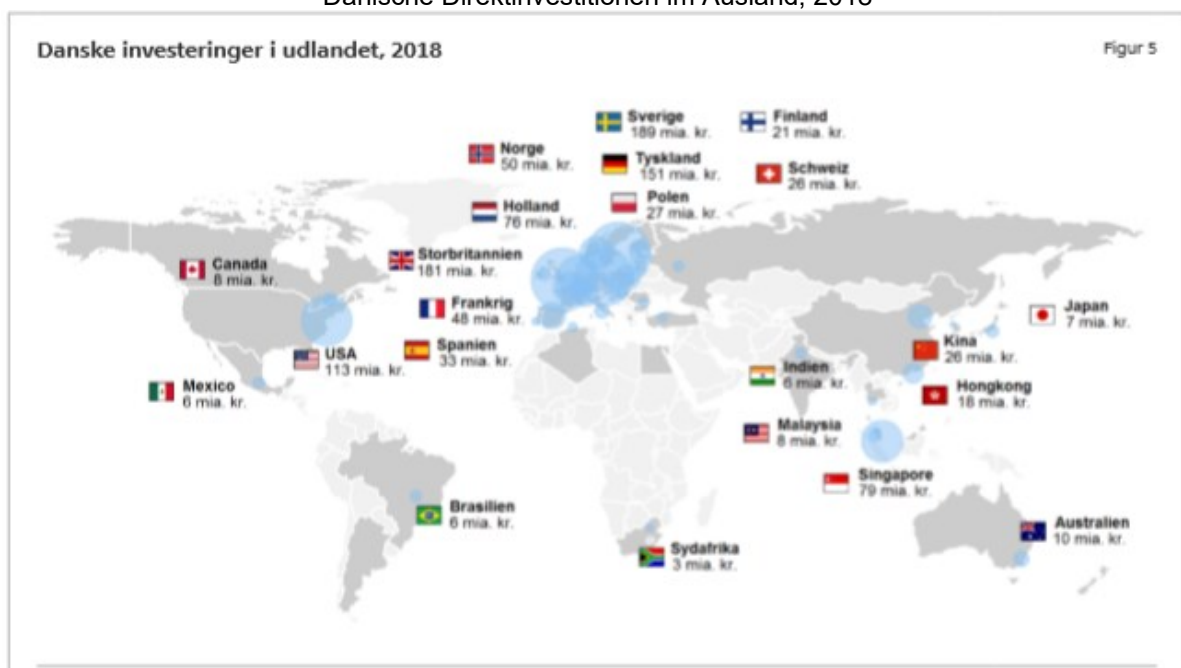 Dänische Direktinvestitionen im Ausland, 2018
Danske investeringer i udlandet, 2018
Figur 5
Sverige
189 mia. kr.
Finland
21 mia. kr.
Norge
50 mia. kr.
Tyskland
151 mia. kr.
Schweiz
26 mia. kr.
Holland
76 mia. kr.
Polen
27 mia. kr.
Storbritannien
181 mia. kr.
Canada
8 mia. kr.
Frankrig
48 mia. kr.
Japan
7 mia. kr.
USA
113 mia. kr.
Spanien
33 mia. kr.
Kina
26 mia. kr.
Mexico
6 mia. kr.
Indien
6 mia. kr.
Hongkong
18 mia. kr.
Malaysia
8 mia. kr.
Singapore
79 mia. kr.
Brasilien
6 mia. kr.
Australien
10 mia. kr.
Sydafrika
3 mia. kr.